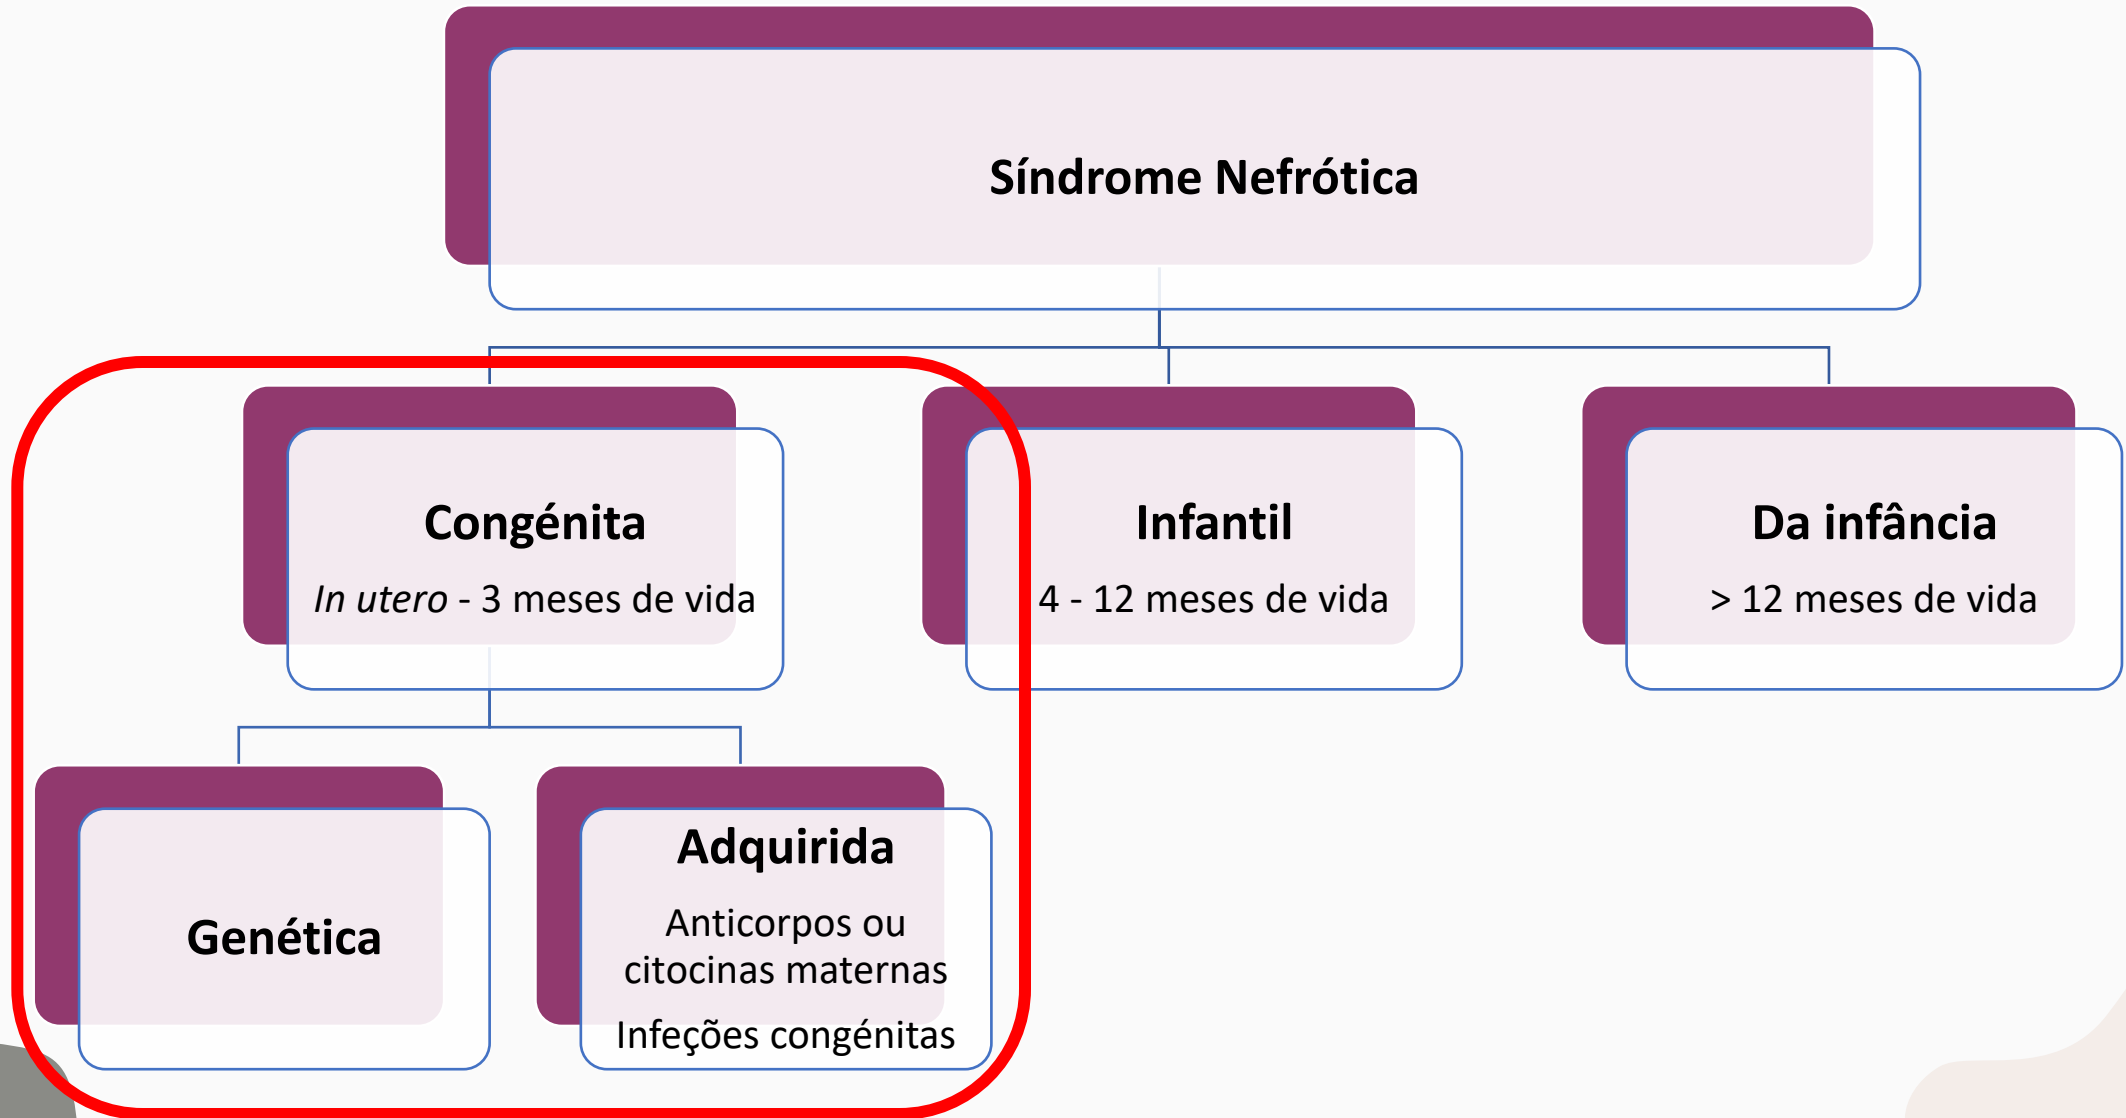 Síndrome Nefrótica
Congénita
In utero - 3 meses de vida
Infantil
4 - 12 meses de vida
Da infância
> 12 meses de vida
Genética
Adquirida
Anticorpos ou
citocinas maternas
Infeções congénitas